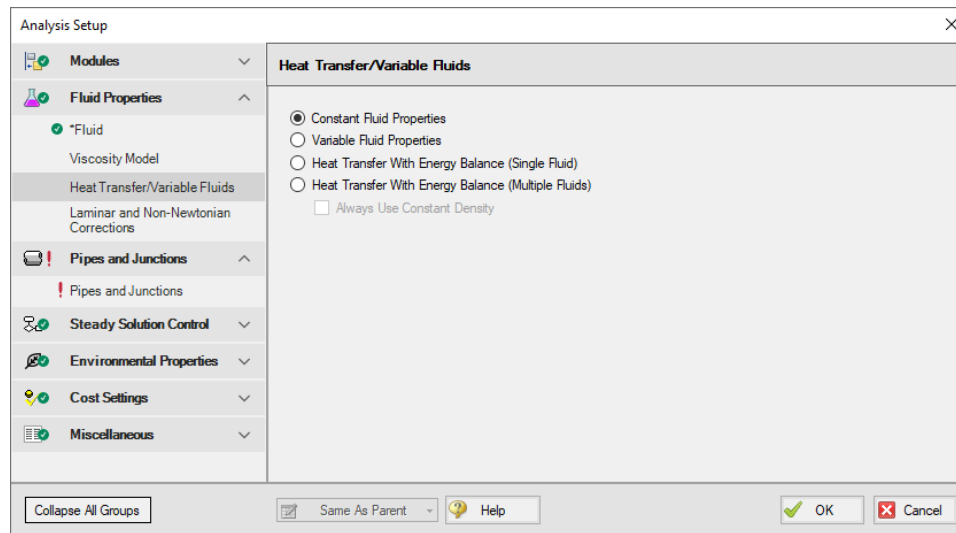 Analysis Setup
Modules
Fluid Properties
*Fluid
Viscosity Model
Heat Transfer/Variable Fluids
Laminar and Non-Newtonian
Corrections
Pipes and Junctions
Pipes and Junctions
Steady Solution Control
Environmental Properties
Cost Settings
Miscellaneous
Collapse All Groups
Heat Transfer/Variable Fluids
Constant Fluid Properties
Variable Fluid Properties
Heat Transfer With Energy Balance (Single Fluid)
Heat Transfer With Energy Balance (Multiple Fluids)
Always Use Constant Density
Same As Parent
Help
OK
Cancel